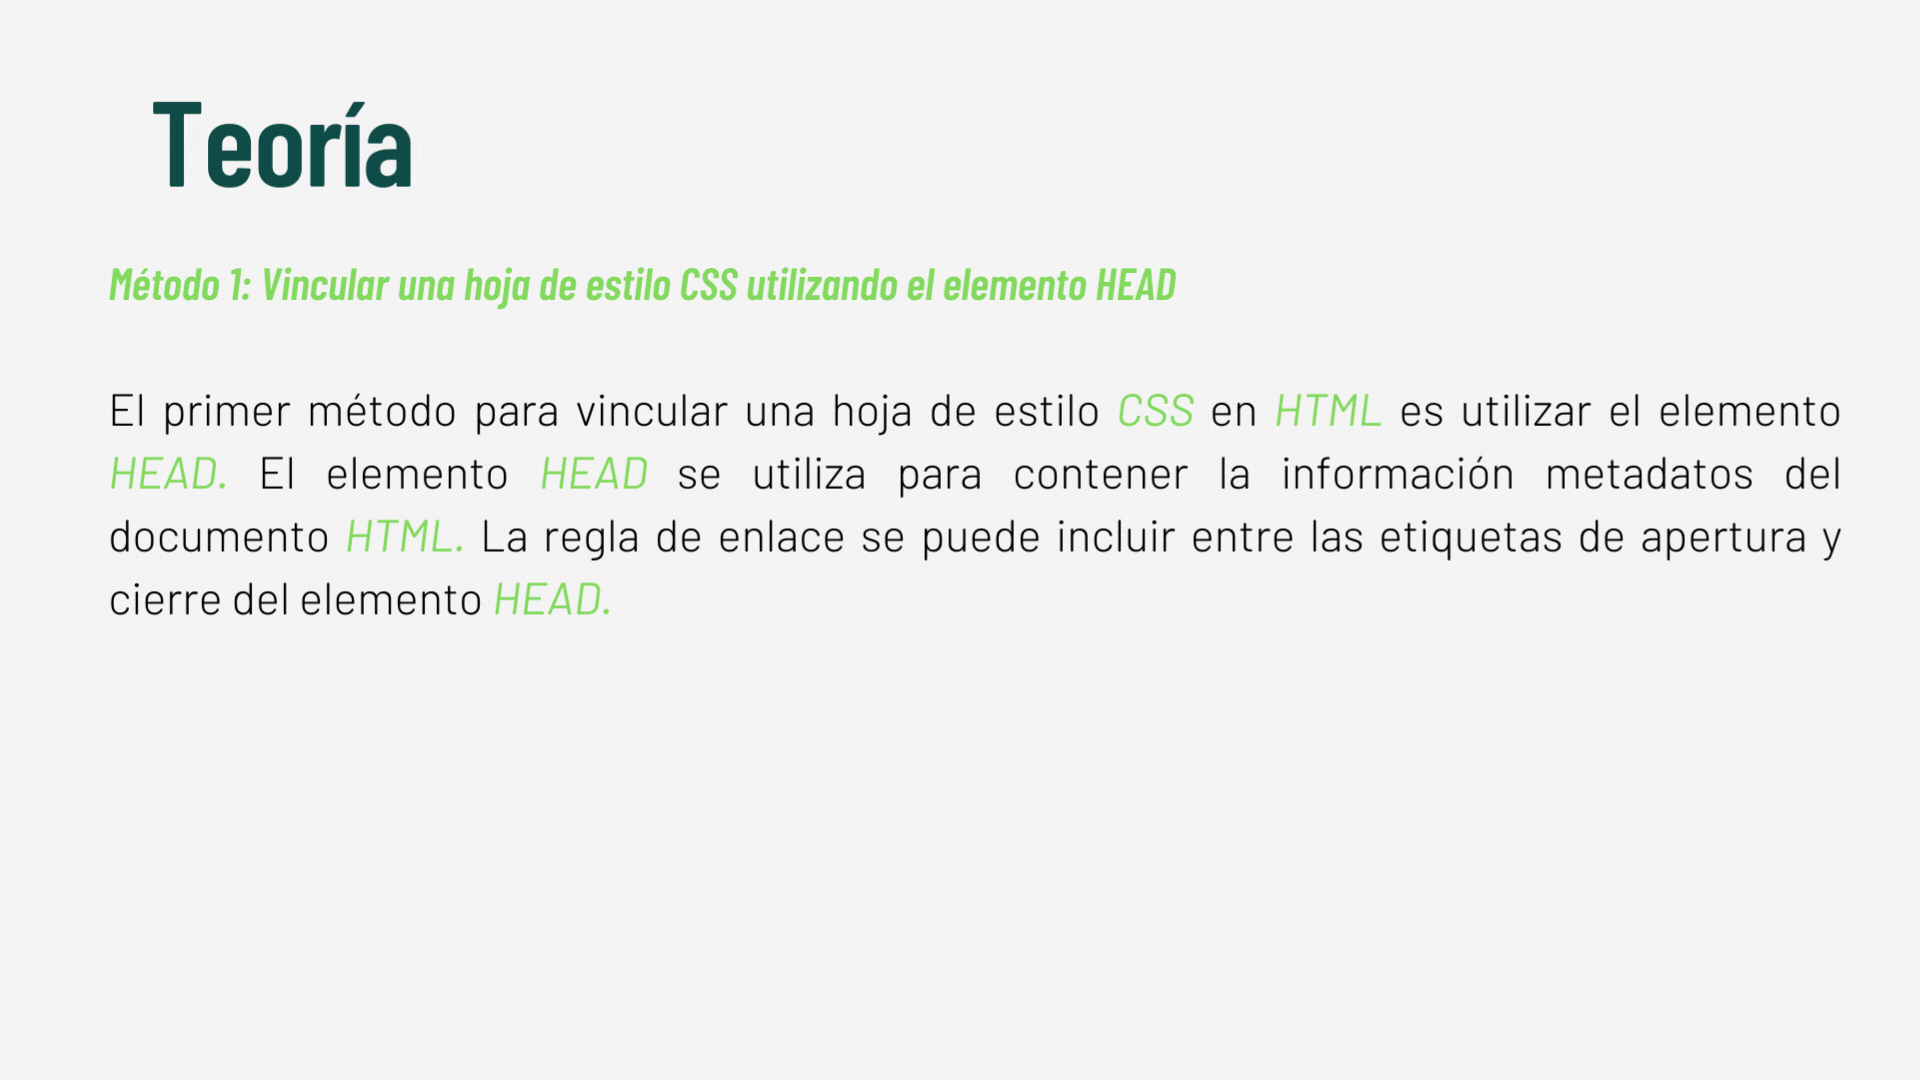 Teoría
Método 1: Vincular una hoja de estilo CSS utilizando el elemento HEAD
El primer método para vincular una hoja de estilo CSS en HTML es utilizar el elemento
HEAD. El elemento HEAD se utiliza para contener la información metadatos del
documento HTML. La regla de enlace se puede incluir entre las etiquetas de apertura y
cierre del elemento HEAD.